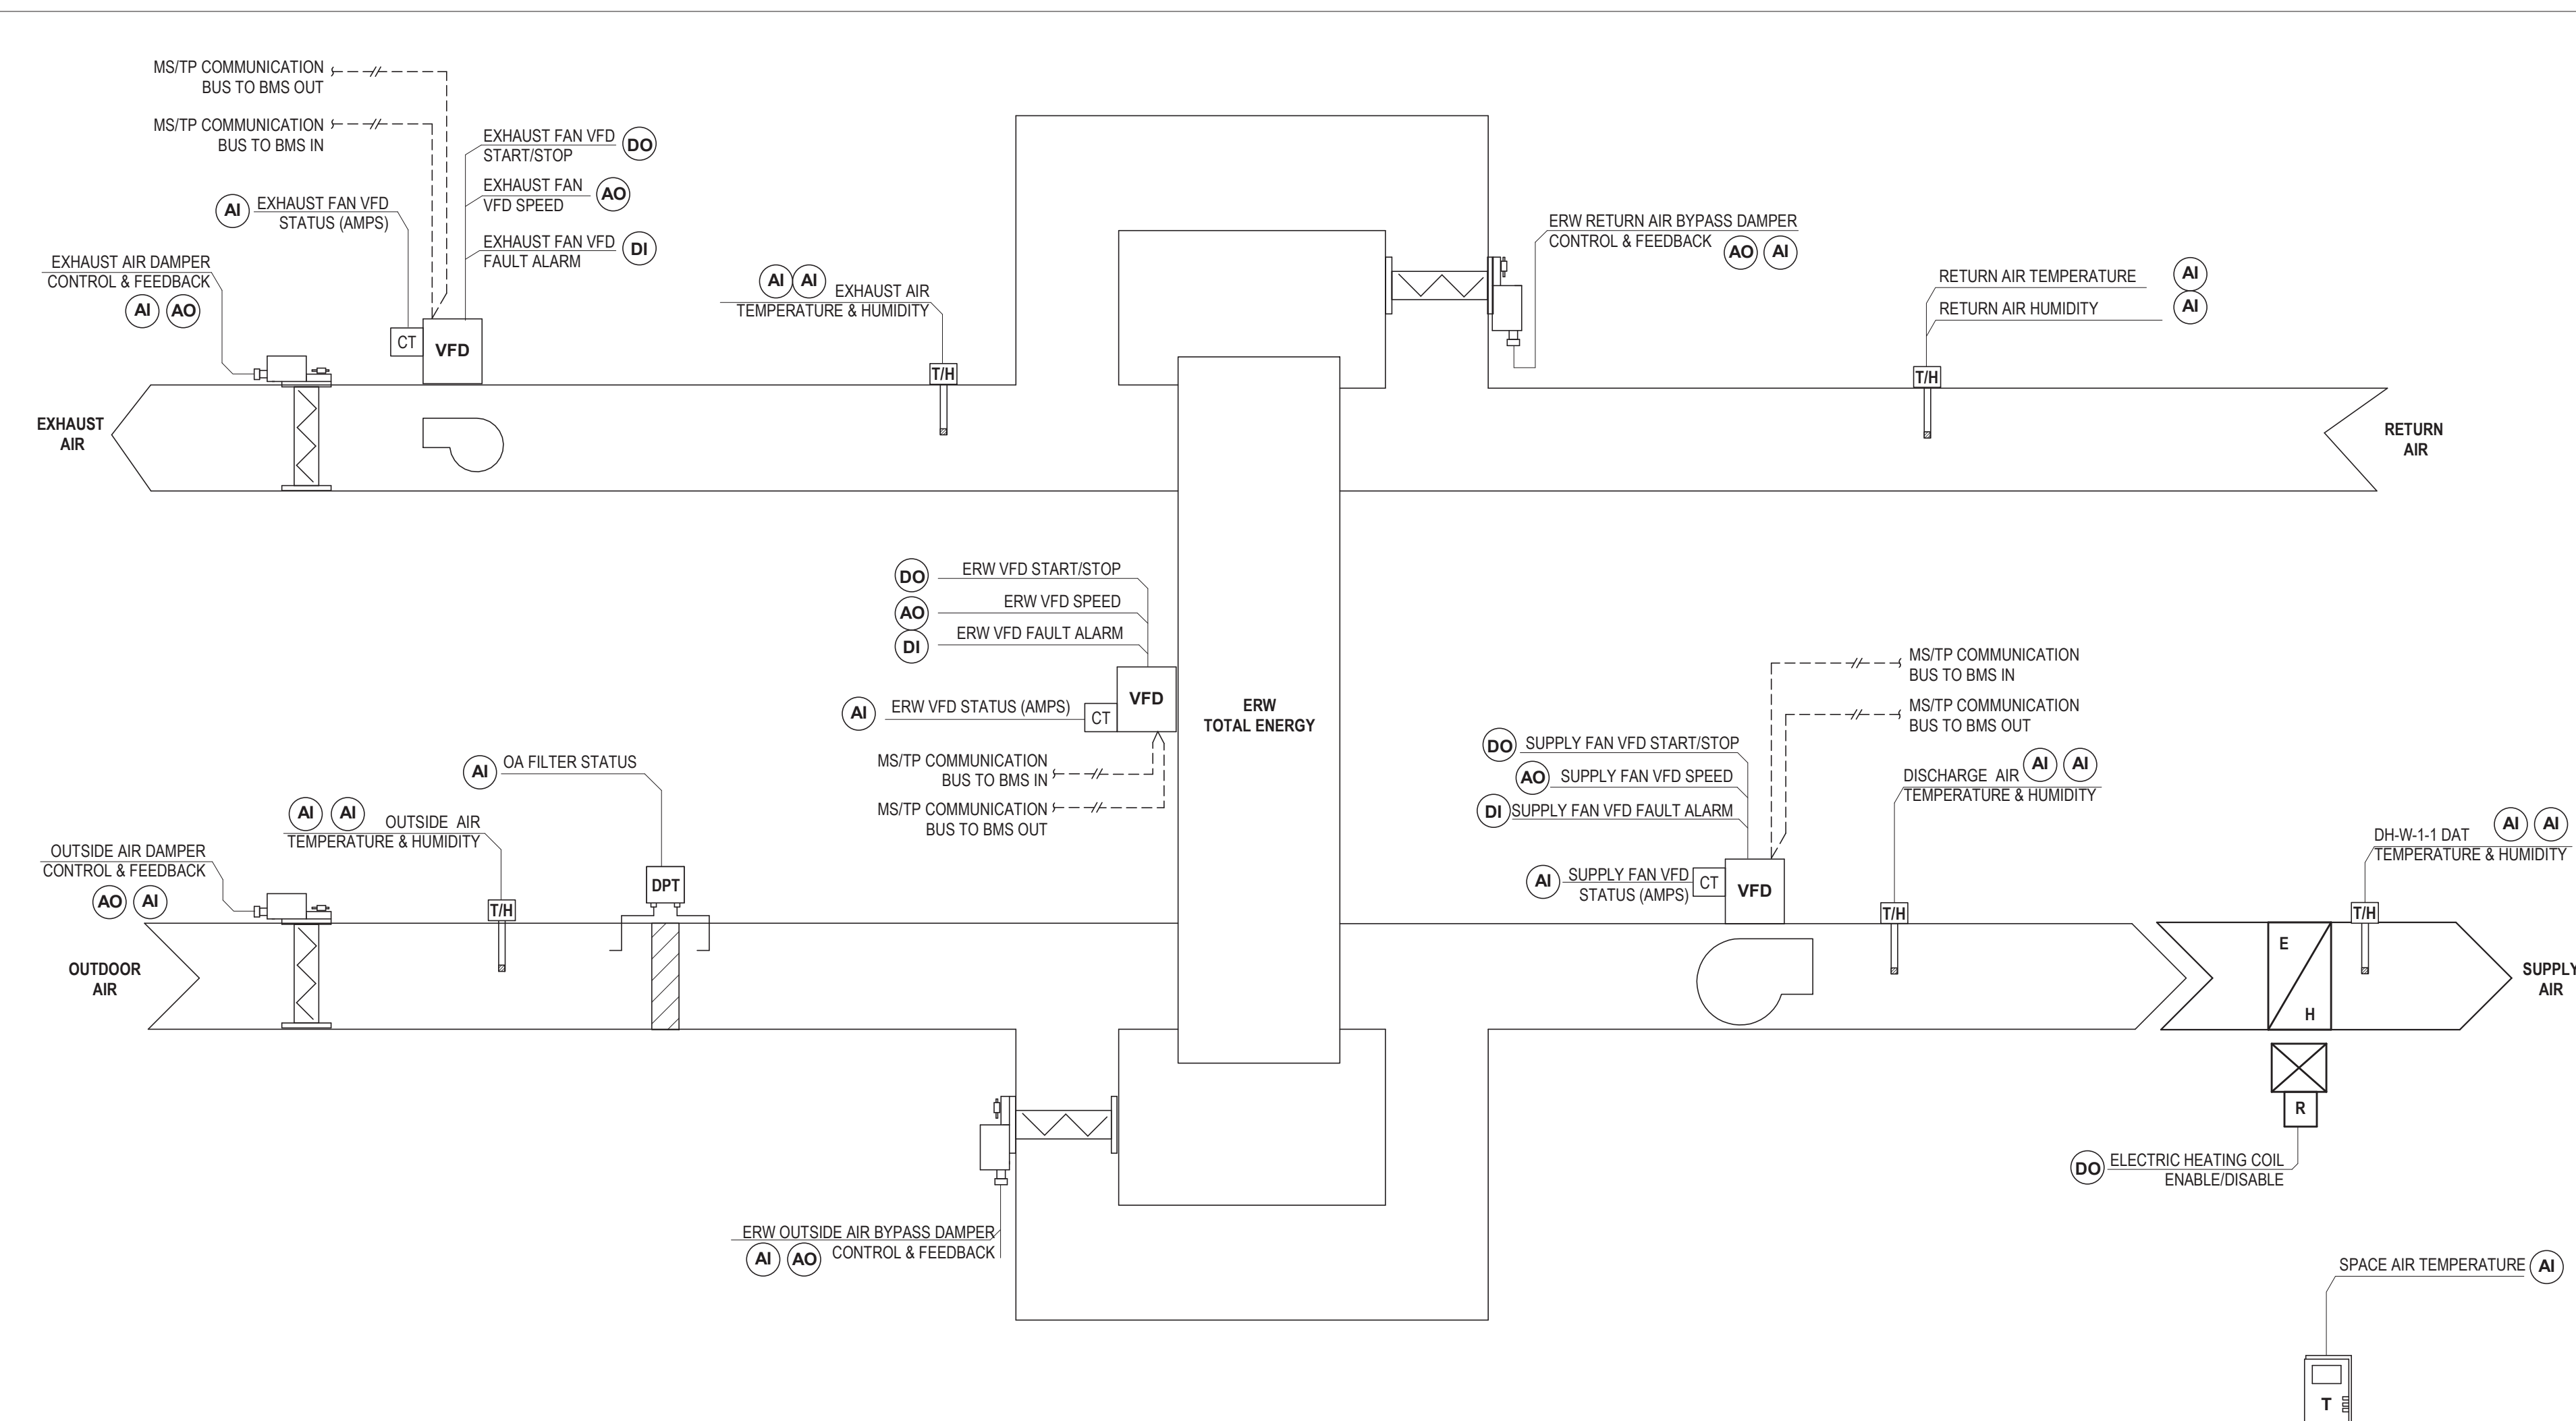 MS/TP COMMUNICATION
BUS TO BMS OUT
MS/TP COMMUNICATION
BUS TO BMS IN
EXHAUST FAN VFD DO
START/STOP
EXHAUST FAN AO
VFD SPEED
EXHAUST FAN VFD DI
FAULT ALARM
AI EXHAUST FAN VFD
STATUS (AMPS)
EXHAUST AIR DAMPER
CONTROL & FEEDBACK
AI AO
CT
VFD
AI AI EXHAUST AIR
TEMPERATURE & HUMIDITY
T/H
ERW RETURN AIR BYPASS DAMPER
CONTROL & FEEDBACK AO AI
RETURN AIR TEMPERATURE AI
RETURN AIR HUMIDITY AI
T/H
EXHAUST
AIR
RETURN
AIR
DO ERW VFD START/STOP
AO ERW VFD SPEED
DI ERW VFD FAULT ALARM
AI ERW VFD STATUS (AMPS)
CT
VFD
MS/TP COMMUNICATION
BUS TO BMS IN
MS/TP COMMUNICATION
BUS TO BMS OUT
ERW
TOTAL ENERGY
MS/TP COMMUNICATION
BUS TO BMS IN
MS/TP COMMUNICATION
BUS TO BMS OUT
DO SUPPLY FAN VFD START/STOP
AO SUPPLY FAN VFD SPEED
DI SUPPLY FAN VFD FAULT ALARM
AI SUPPLY FAN VFD
STATUS (AMPS)
CT
VFD
DISCHARGE AIR AI AI
TEMPERATURE & HUMIDITY
T/H
DH-W-1-1 DAT AI AI
TEMPERATURE & HUMIDITY
T/H
AI OA FILTER STATUS
AI AI OUTSIDE AIR
TEMPERATURE & HUMIDITY
OUTSIDE AIR DAMPER
CONTROL & FEEDBACK
AO AI
T/H
DPT
OUTDOOR
AIR
E
H
SUPPLY
AIR
R
DO ELECTRIC HEATING COIL
ENABLE/DISABLE
ERW OUTSIDE AIR BYPASS DAMPER
AI AO CONTROL & FEEDBACK
SPACE AIR TEMPERATURE AI
T